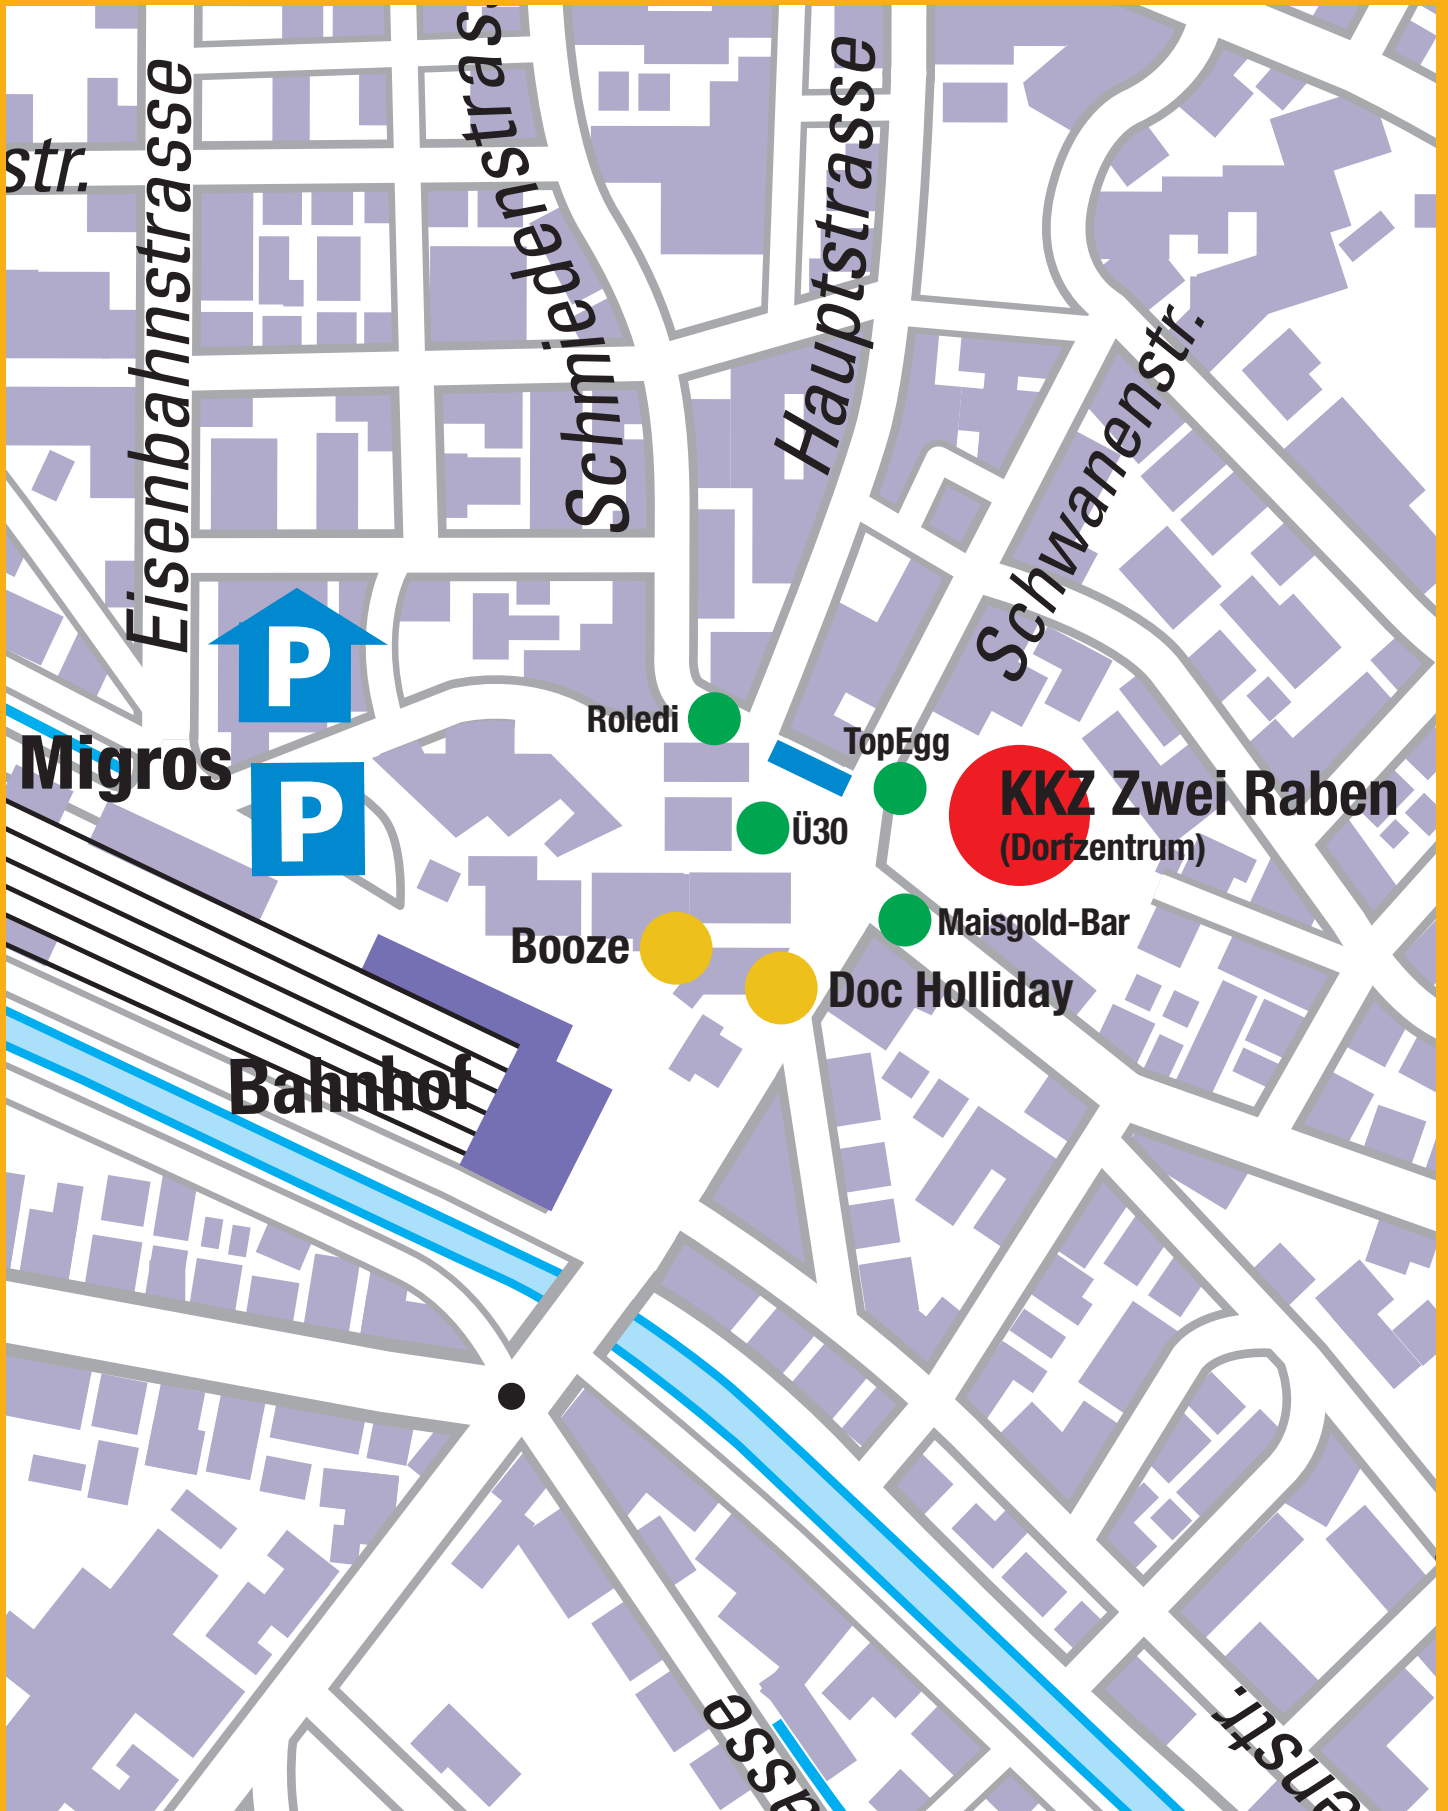 str.
Eisenbahnstrasse
Schmiedenstras
Hauptstrasse
Schwanenstr.
P
Roledi
TopEgg
Migros
P
Ü30
KKZ Zwei Raben
(Dorfzentrum)
Maisgold-Bar
Booze
Doc Holliday
Bahnhof
asse
enstr.